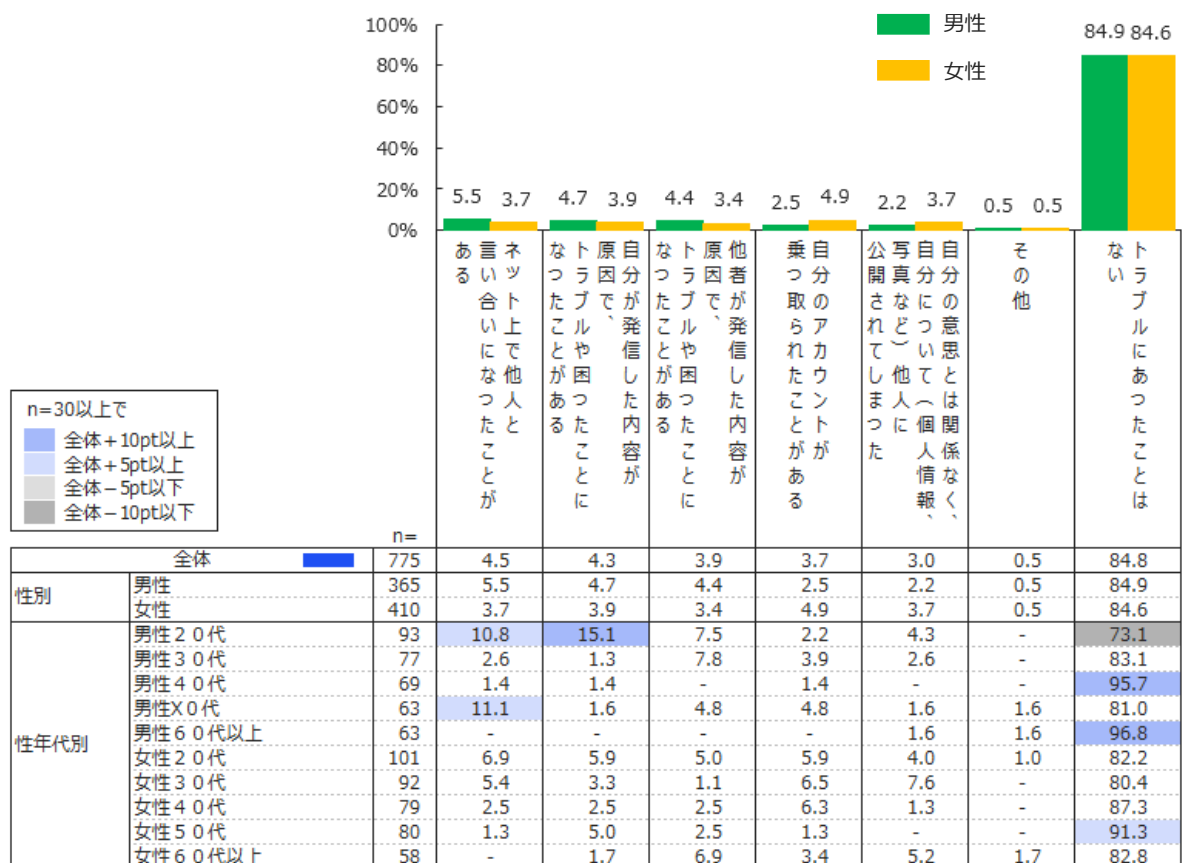 100%
80%
60%
40%
20%
0%
男性
女性
5.5 3.7 4.7 3.9 4.4 3.4 2.5 4.9 2.2 3.7 0.5 0.5 84.9 84.6
ネット上で他人と
言い合いになつたことが
ある
自分が発信した内容が
原因で、
トラブルや困つたことに
なつたことがある
他者が発信した内容が
原因で、
トラブルや困つたことに
なつたことがある
自分のアカウントが
乗つ取られたことがある
自分の意思とは関係なく、
自分について（個人情報、
写真など）他人に
公開されてしまつた
その他
トラブルにあつたことは
ない
n=30以上で
全体+10pt以上
全体+5pt以上
全体-5pt以下
全体-10pt以下
n=
全体 775 4.5 4.3 3.9 3.7 3.0 0.5 84.8
性別
男性 365 5.5 4.7 4.4 2.5 2.2 0.5 84.9
女性 410 3.7 3.9 3.4 4.9 3.7 0.5 84.6
性年代別
男性２０代 93 10.8 15.1 7.5 2.2 4.3 - 73.1
男性３０代 77 2.6 1.3 7.8 3.9 2.6 - 83.1
男性４０代 69 1.4 1.4 - 1.4 - - 95.7
男性X０代 63 11.1 1.6 4.8 4.8 1.6 1.6 81.0
男性６０代以上 63 - - - - 1.6 1.6 96.8
女性２０代 101 6.9 5.9 5.0 5.9 4.0 1.0 82.2
女性３０代 92 5.4 3.3 1.1 6.5 7.6 - 80.4
女性４０代 79 2.5 2.5 2.5 6.3 1.3 - 87.3
女性５０代 80 1.3 5.0 2.5 1.3 - - 91.3
女性６０代以上 58 - 1.7 6.9 3.4 5.2 1.7 82.8